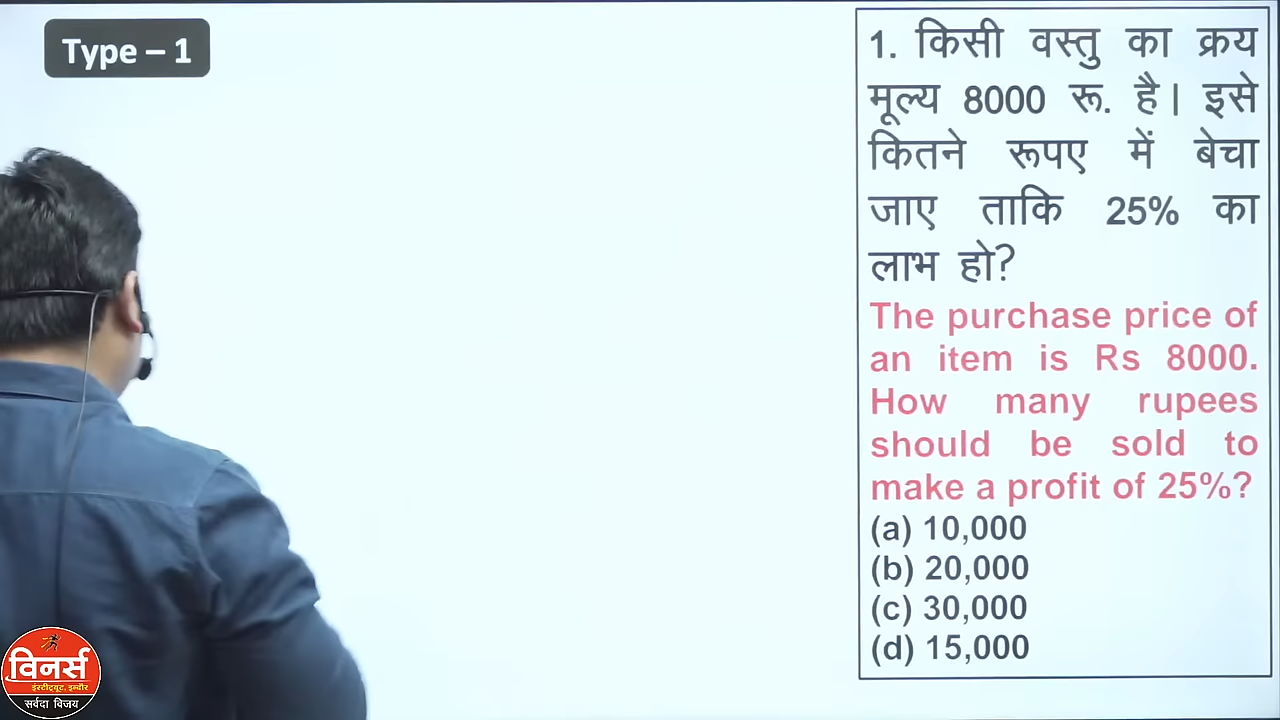 Type – 1
1. किसी वस्तु का क्रय
मूल्य 8000 रू. है। इसे
कितने रूपए में बेचा
जाए ताकि 25% का
लाभ हो?
The purchase price of
an item is Rs 8000.
How many rupees
should be sold to
make a profit of 25%?
(a) 10,000
(b) 20,000
(c) 30,000
(d) 15,000
विनर्स
इंस्टीट्यूट, इन्दौर
सर्वदा विजय